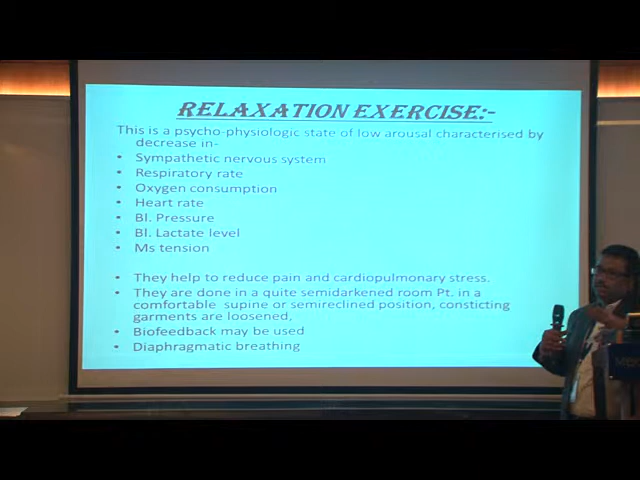 RELAXATION EXERCISE:-
This is a psycho-physiologic state of low arousal characterised by
decrease in-
• Sympathetic nervous system
• Respiratory rate
• Oxygen consumption
• Heart rate
• Bl. Pressure
• Bl. Lactate level
• Ms tension
• They help to reduce pain and cardiopulmonary stress.
• They are done in a quite semidarkened room Pt. in a
comfortable supine or semireclined position, consticting
garments are loosened,
• Biofeedback may be used
• Diaphragmatic breathing